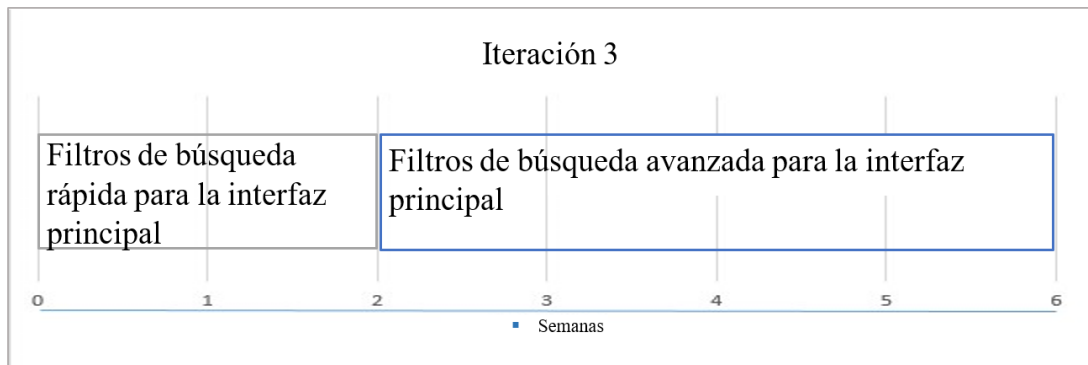 Iteración 3
Filtros de búsqueda
rápida para la interfaz
principal
Filtros de búsqueda avanzada para la interfaz
principal
0 1 2 3 4 5 6
Semanas